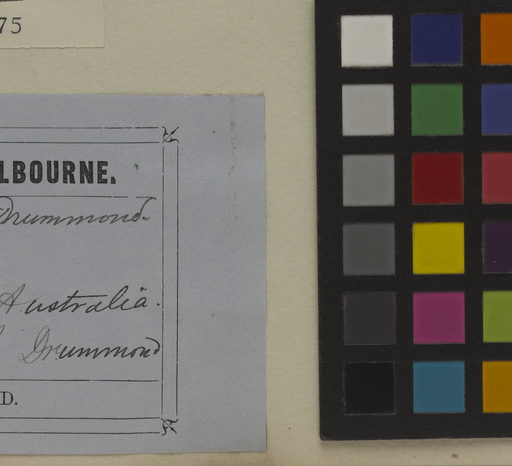 75
LBOURNE.
Drummond.
Australia.
Drummond
D.